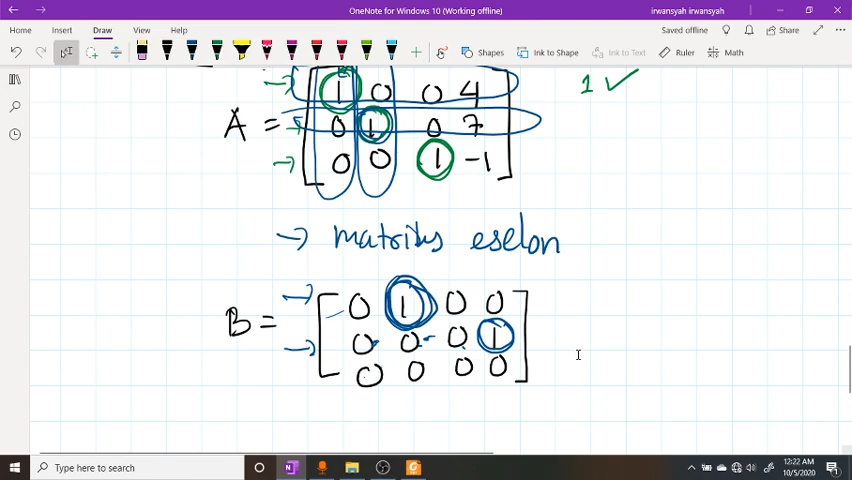 OneNote for Windows 10 (Working offline)
irwansyah irwansyah
Home Insert Draw View Help
Saved offline Share
Shapes Ink to Shape Ink to Text Ruler Math
1 0 0 4 1 ✓
A = 0 1 0 7
0 0 1 -1
→ matriks eselon
0 1 0 0
B =
0 0 0 1
0 0 0 0
Type here to search
12:22 AM
10/5/2020